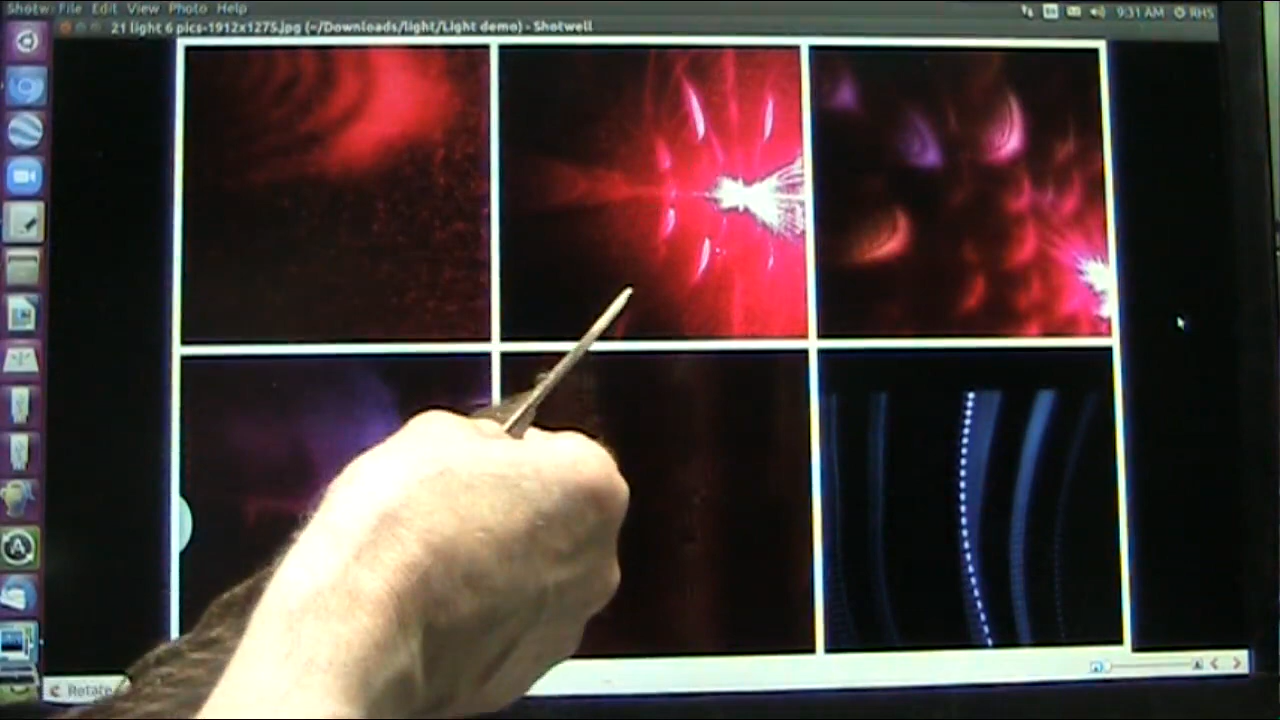 Shotw File Edit View Photo Help
9:31 AM RHS
21 light 6 pics-1912x1275.jpg (~/Downloads/light/Light demo) - Shotwell
Rotate